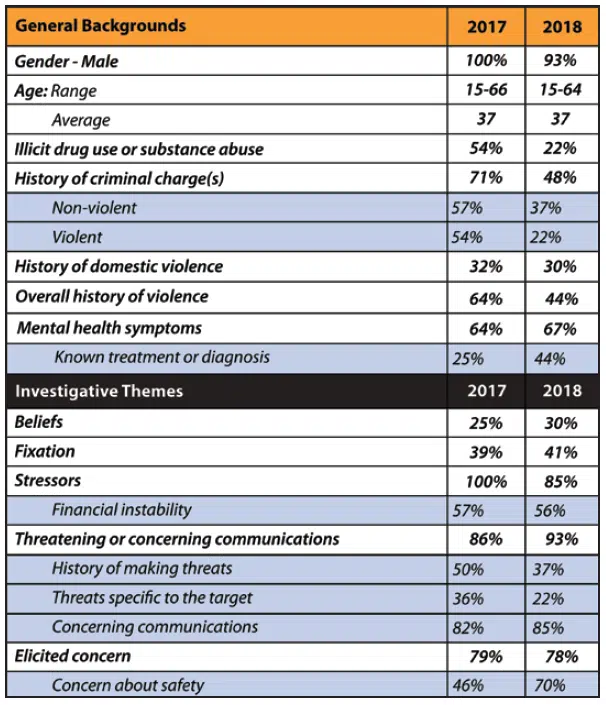 General Backgrounds 2017 2018
Gender - Male 100% 93%
Age: Range 15-66 15-64
Average 37 37
Illicit drug use or substance abuse 54% 22%
History of criminal charge(s) 71% 48%
Non-violent 57% 37%
Violent 54% 22%
History of domestic violence 32% 30%
Overall history of violence 64% 44%
Mental health symptoms 64% 67%
Known treatment or diagnosis 25% 44%
Investigative Themes 2017 2018
Beliefs 25% 30%
Fixation 39% 41%
Stressors 100% 85%
Financial instability 57% 56%
Threatening or concerning communications 86% 93%
History of making threats 50% 37%
Threats specific to the target 36% 22%
Concerning communications 82% 85%
Elicited concern 79% 78%
Concern about safety 46% 70%